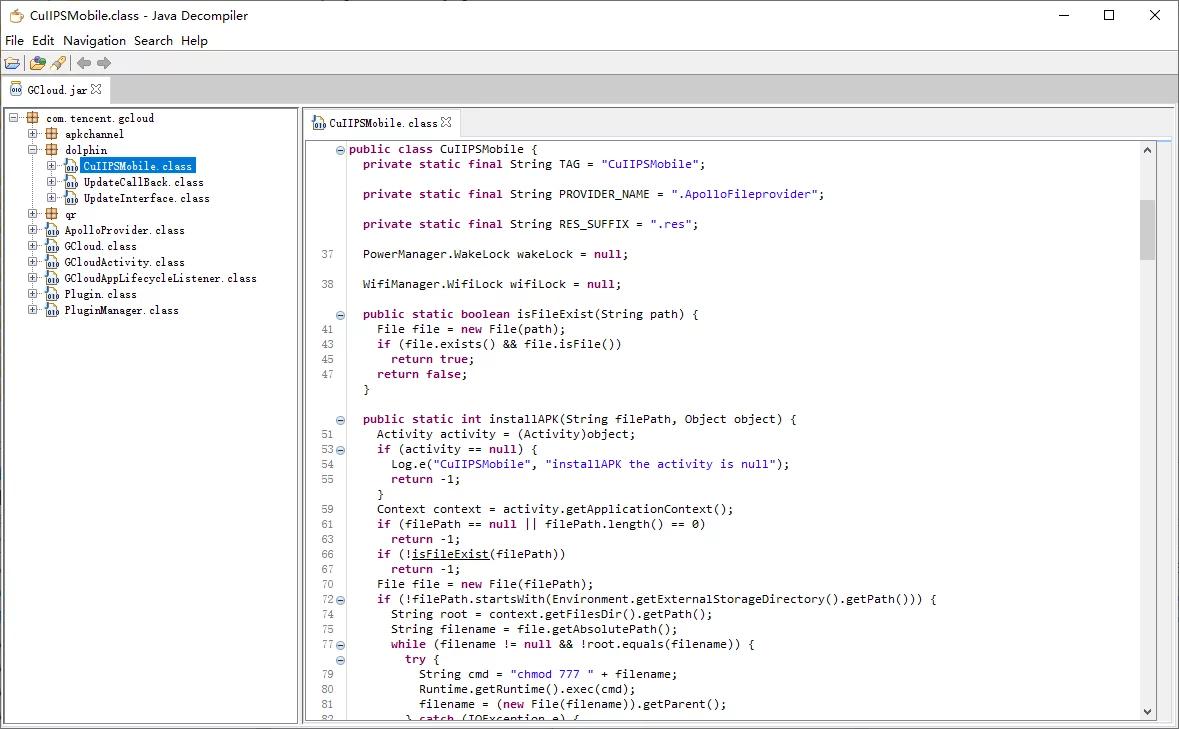 CuIIPSMobile.class - Java Decompiler
File Edit Navigation Search Help
GCloud.jar
com.tencent.gcloud
apkchannel
dolphin
CuIIPSMobile.class
UpdateCallBack.class
UpdateInterface.class
qr
ApolloProvider.class
GCloud.class
GCloudActivity.class
GCloudAppLifecycleListener.class
Plugin.class
PluginManager.class
CuIIPSMobile.class
public class CuIIPSMobile {
private static final String TAG = "CuIIPSMobile";
private static final String PROVIDER_NAME = ".ApolloFileprovider";
private static final String RES_SUFFIX = ".res";
37 PowerManager.WakeLock wakeLock = null;
38 WifiManager.WifiLock wifiLock = null;
public static boolean isFileExist(String path) {
41 File file = new File(path);
43 if (file.exists() && file.isFile())
45 return true;
47 return false;
}
public static int installAPK(String filePath, Object object) {
51 Activity activity = (Activity)object;
53 if (activity == null) {
54 Log.e("CuIIPSMobile", "installAPK the activity is null");
55 return -1;
}
59 Context context = activity.getApplicationContext();
61 if (filePath == null || filePath.length() == 0)
63 return -1;
66 if (!isFileExist(filePath))
67 return -1;
70 File file = new File(filePath);
72 if (!filePath.startsWith(Environment.getExternalStorageDirectory().getPath())) {
74 String root = context.getFilesDir().getPath();
75 String filename = file.getAbsolutePath();
77 while (filename != null && !root.equals(filename)) {
try {
79 String cmd = "chmod 777 " + filename;
80 Runtime.getRuntime().exec(cmd);
81 filename = (new File(filename)).getParent();
82 } catch (IOException e) {